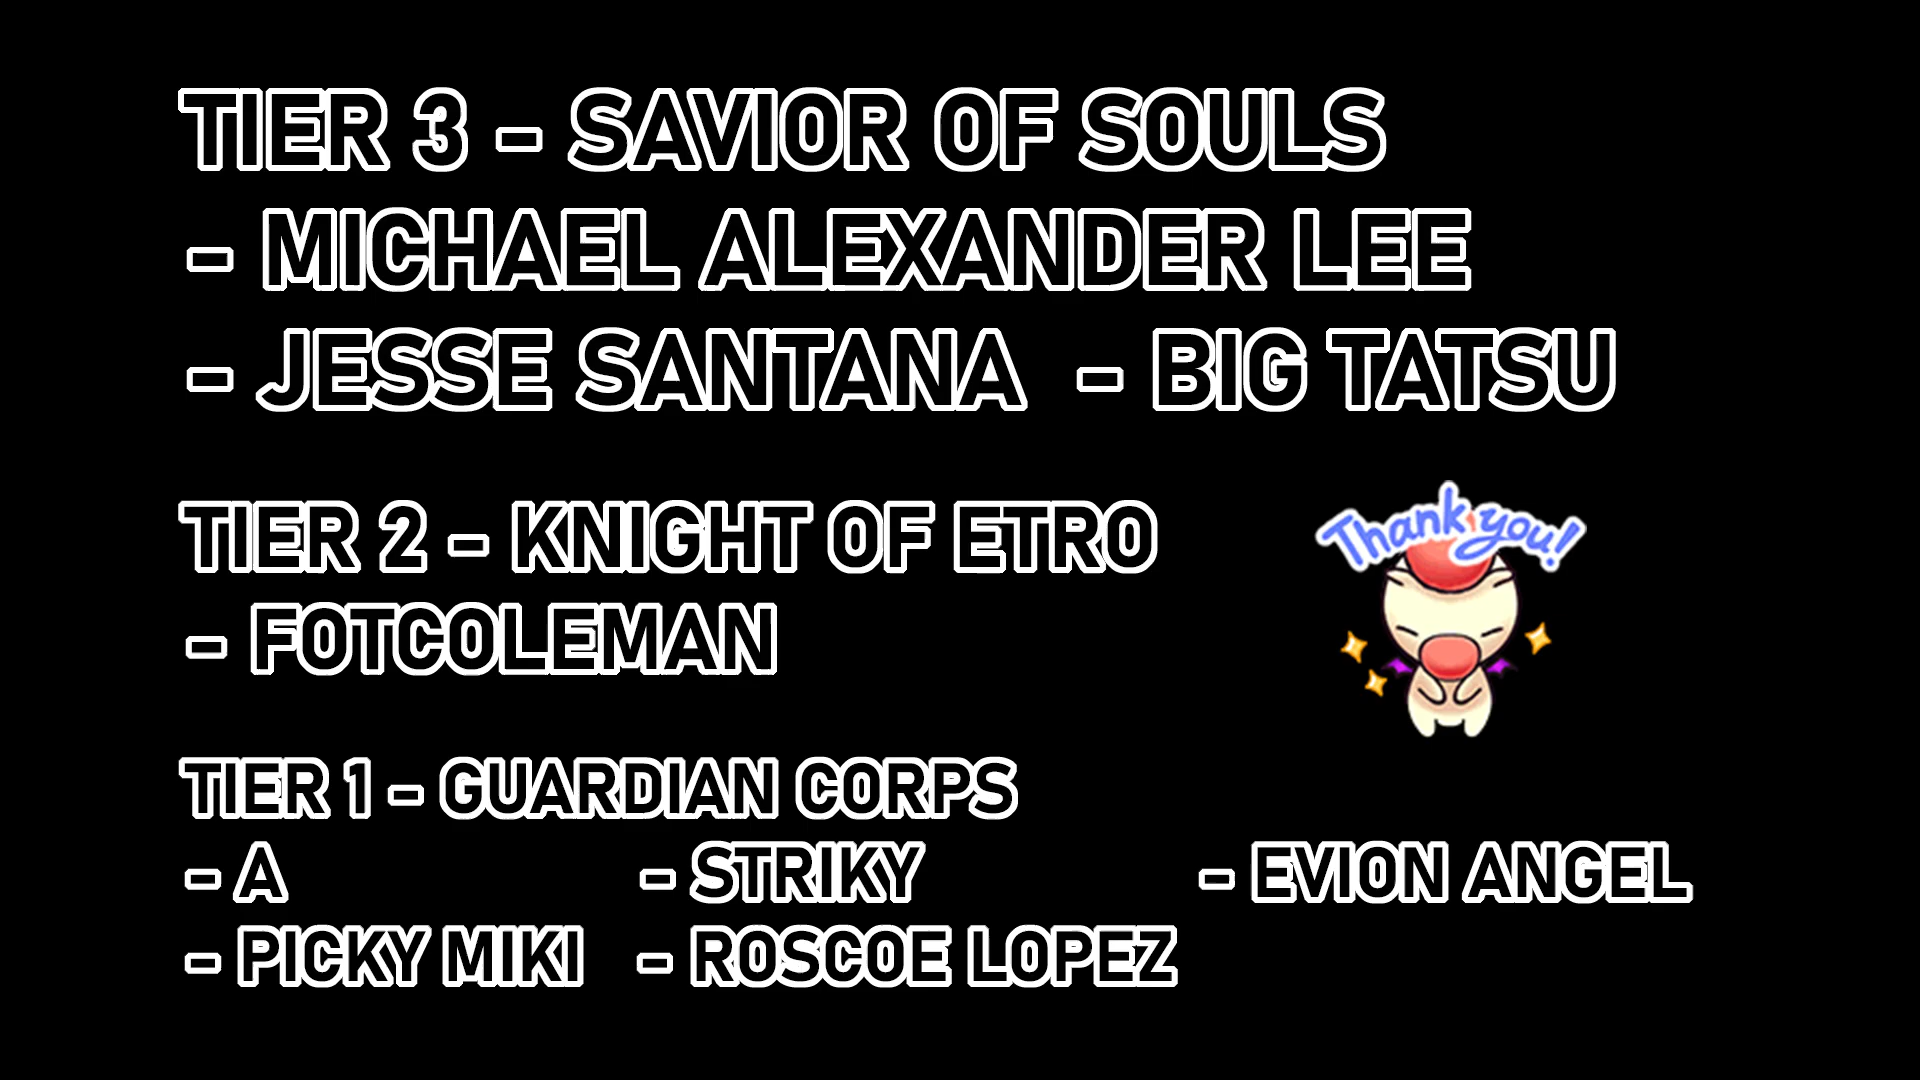 TIER 3 - SAVIOR OF SOULS
- MICHAEL ALEXANDER LEE
- JESSE SANTANA - BIG TATSU
TIER 2 - KNIGHT OF ETRO
- FOTCOLEMAN
Thank you!
TIER 1 - GUARDIAN CORPS
- A - STRIKY - EVION ANGEL
- PICKY MIKI - ROSCOE LOPEZ